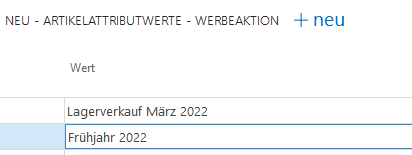 NEU - ARTIKELATTRIBUTWERTE - WERBEAKTION + neu
Wert
Lagerverkauf März 2022
Frühjahr 2022